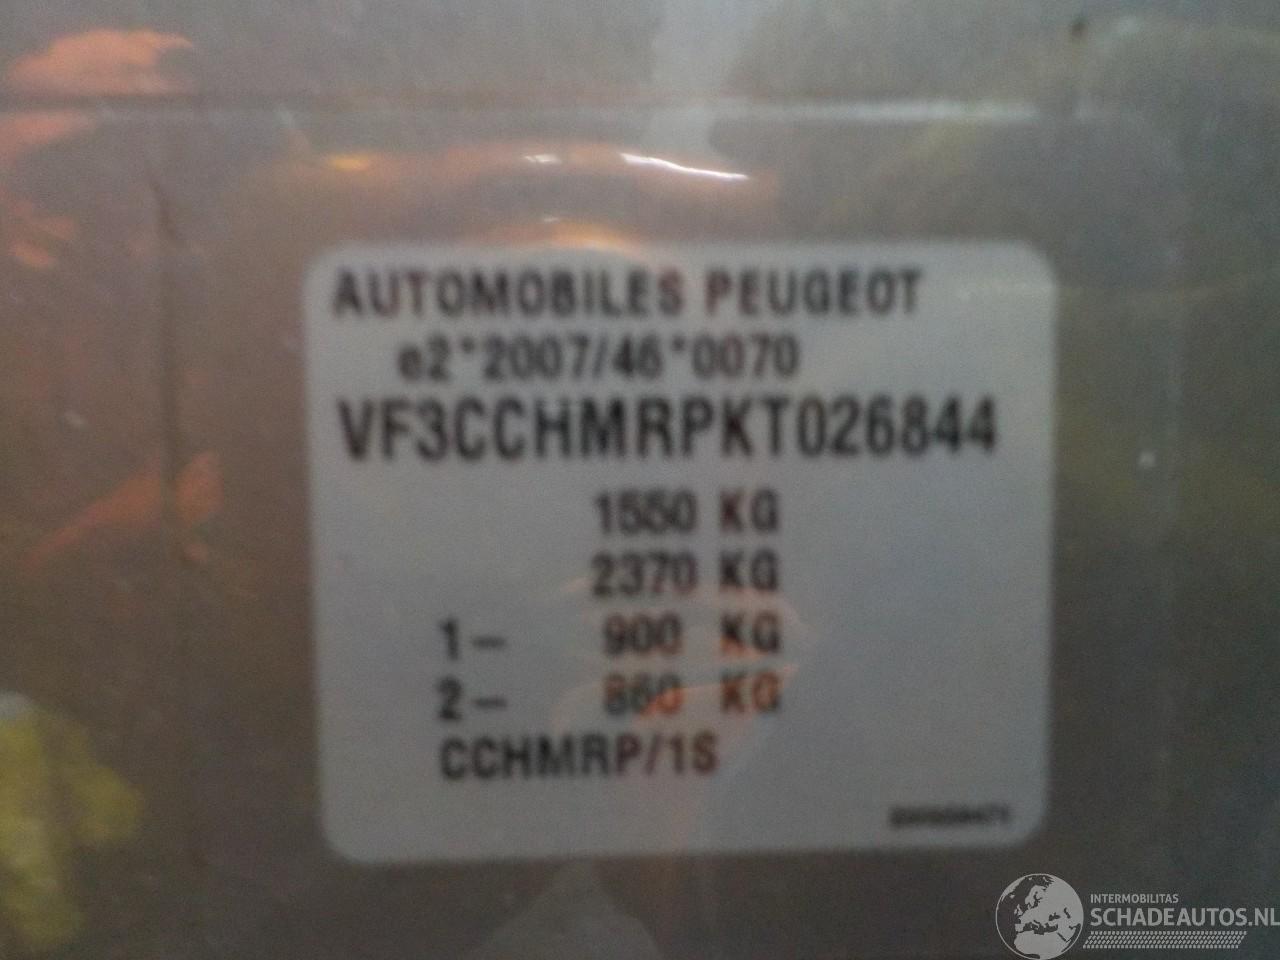 AUTOMOBILES PEUGEOT
e2*2007/46*0070
VF3CCHMRPKT026844
1550 KG
2370 KG
1- 900 KG
2- 860 KG
CCHMRP/1S
INTERMOBILITAS
SCHADEAUTOS.NL